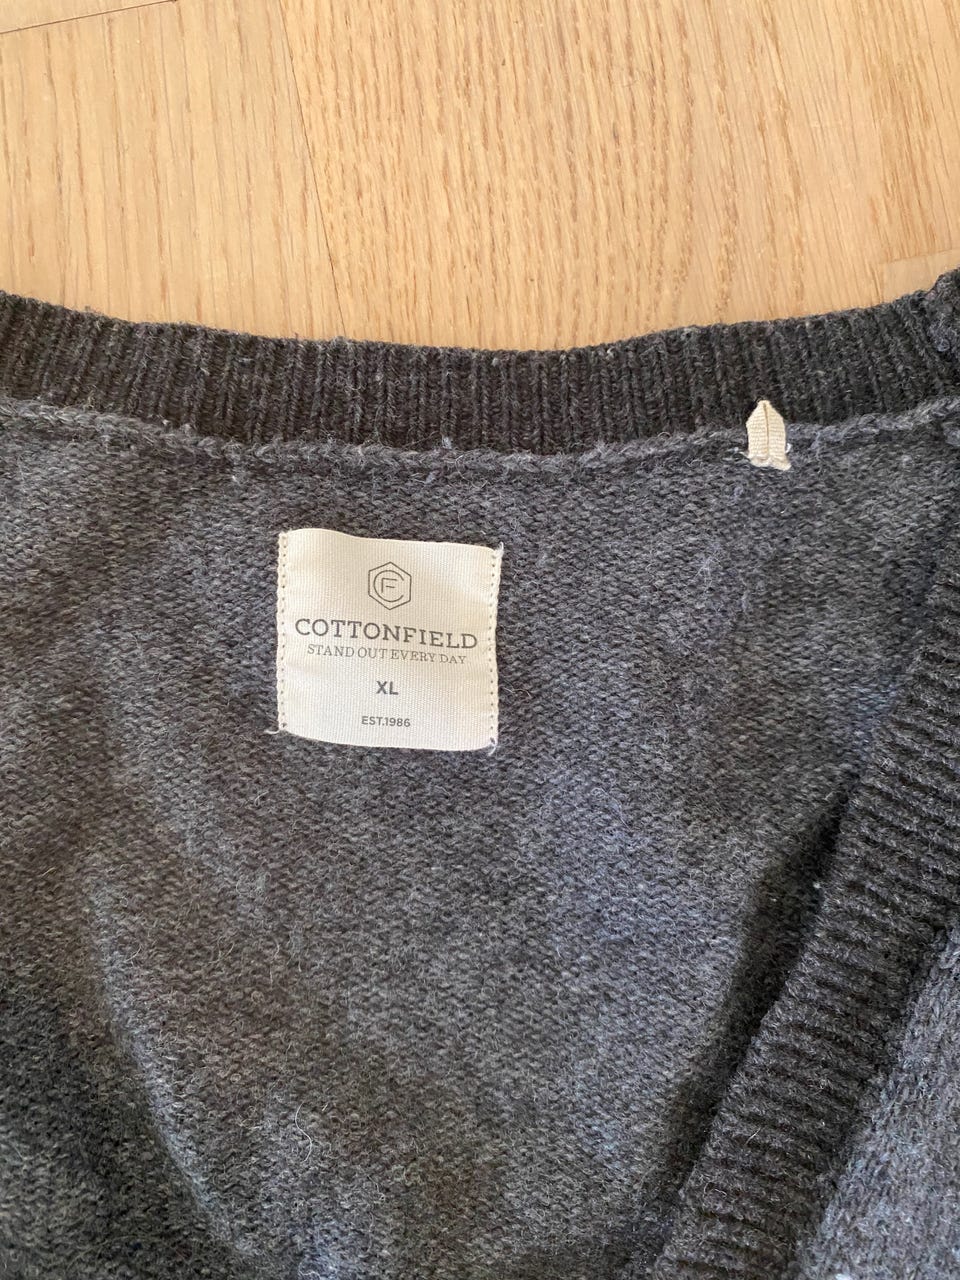 CF
COTTONFIELD
STAND OUT EVERY DAY
XL
EST.1986